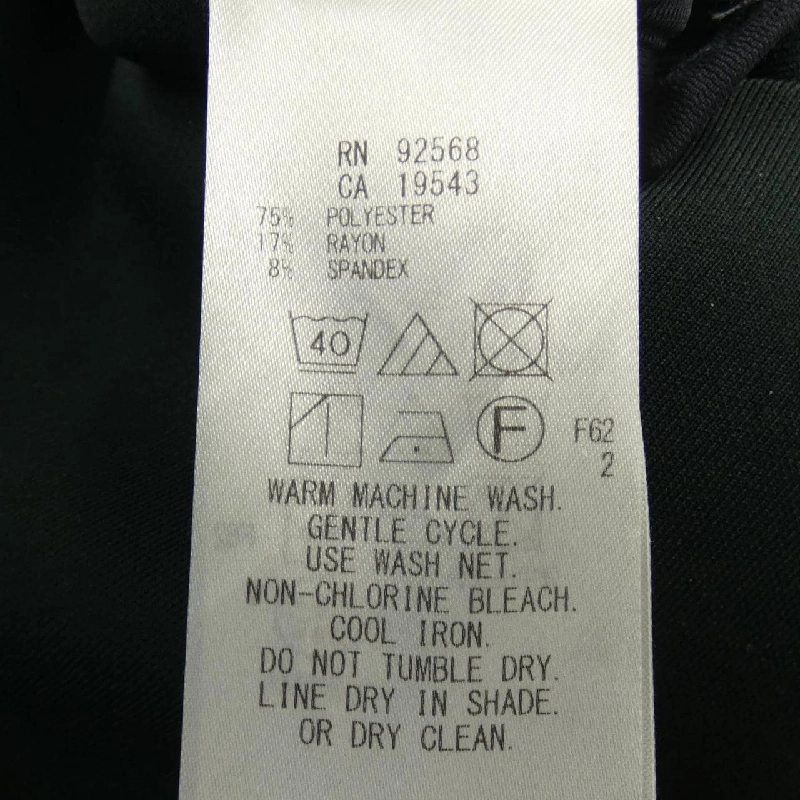 RN 92568
CA 19543
75% POLYESTER
17% RAYON
8% SPANDEX
40
F
F62
2
WARM MACHINE WASH.
GENTLE CYCLE.
USE WASH NET.
NON-CHLORINE BLEACH.
COOL IRON.
DO NOT TUMBLE DRY.
LINE DRY IN SHADE.
OR DRY CLEAN.